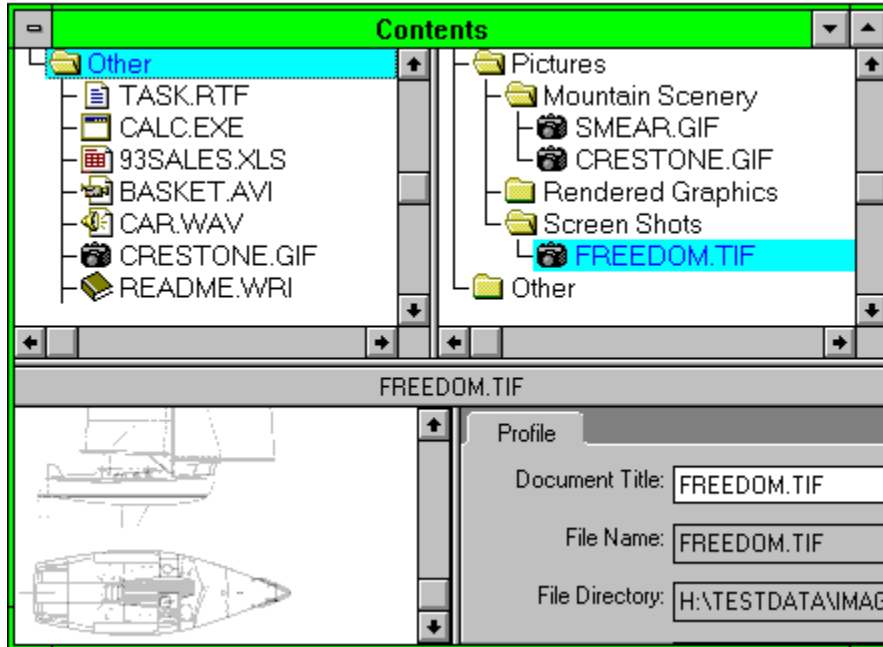 Contents
Other
TASK.RTF
CALC.EXE
93SALES.XLS
BASKET.AVI
CAR.WAV
CRESTONE.GIF
README.WRI
Pictures
Mountain Scenery
SMEAR.GIF
CRESTONE.GIF
Rendered Graphics
Screen Shots
FREEDOM.TIF
Other
FREEDOM.TIF
Profile
Document Title: FREEDOM.TIF
File Name: FREEDOM.TIF
File Directory: H:\TESTDATA\IMAG